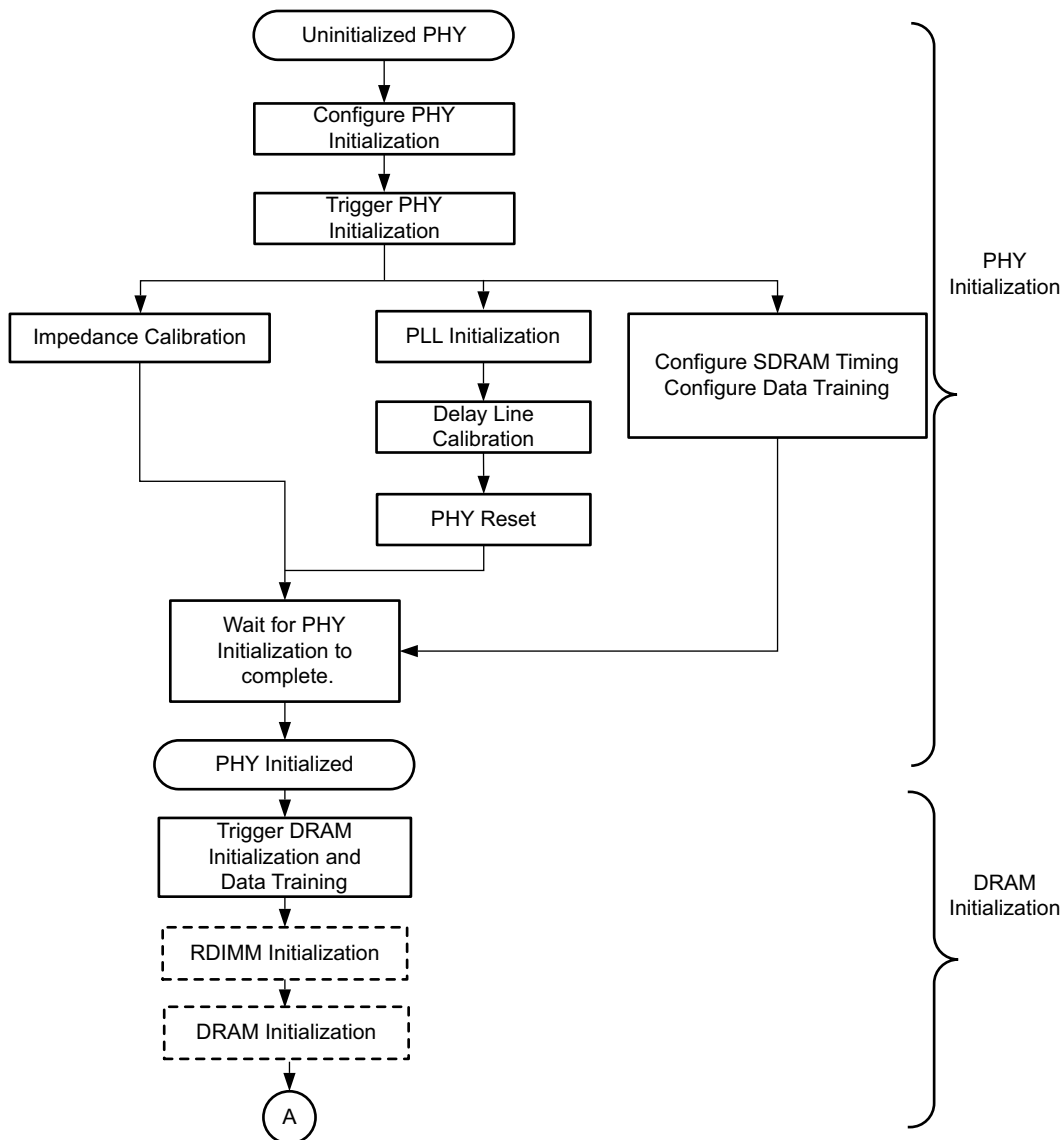 Uninitialized PHY
Configure PHY
Initialization
Trigger PHY
Initialization
PHY
Initialization
Impedance Calibration
PLL Initialization
Configure SDRAM Timing
Configure Data Training
Delay Line
Calibration
PHY Reset
Wait for PHY
Initialization to
complete.
PHY Initialized
Trigger DRAM
Initialization and
Data Training
DRAM
Initialization
RDIMM Initialization
DRAM Initialization
A